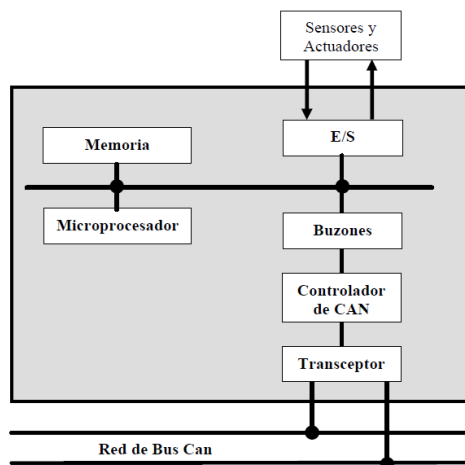 Sensores y
Actuadores
E/S
Memoria
Microprocesador
Buzones
Controlador
de CAN
Transceptor
Red de Bus Can